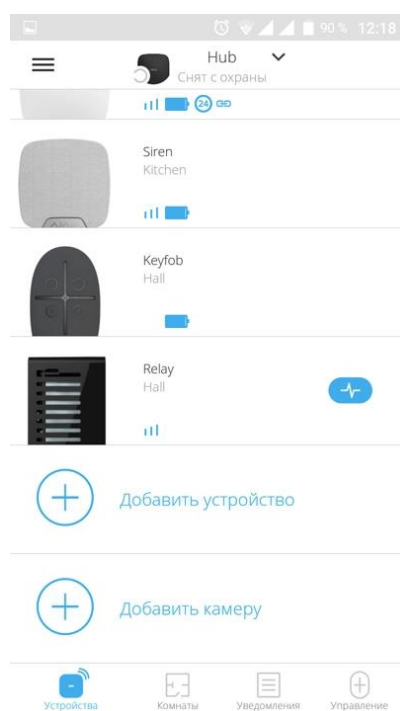 90 % 12:18
Hub
Снят с охраны
24
Siren
Kitchen
Keyfob
Hall
Relay
Hall
Добавить устройство
Добавить камеру
Устройства Комнаты Уведомления Управление